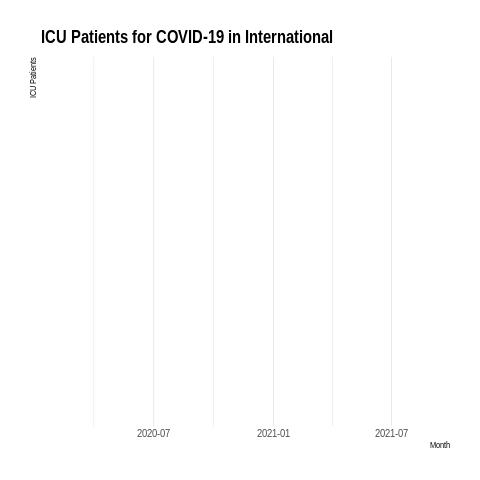 ICU Patients for COVID-19 in International
ICU Patients
2020-07
2021-01
2021-07
Month